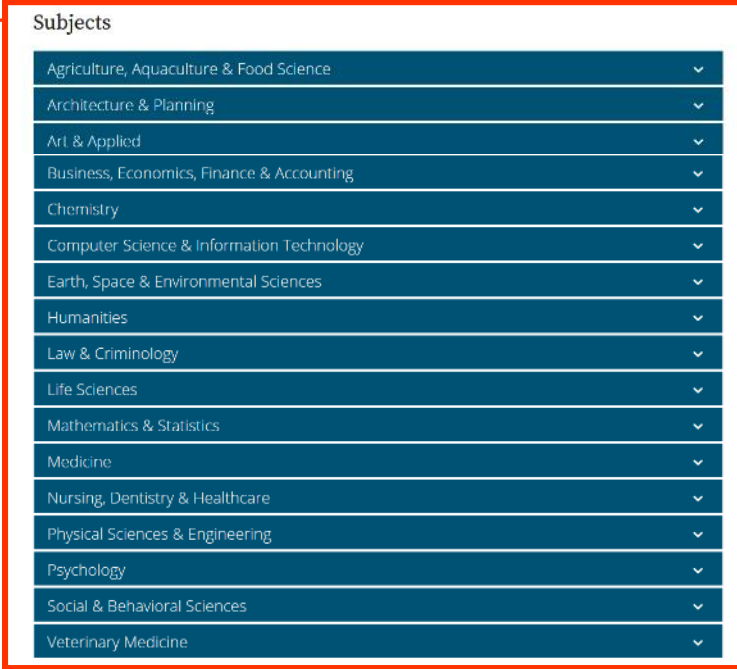 Subjects
Agriculture, Aquaculture & Food Science
Architecture & Planning
Art & Applied
Business, Economics, Finance & Accounting
Chemistry
Computer Science & Information Technology
Earth, Space & Environmental Sciences
Humanities
Law & Criminology
Life Sciences
Mathematics & Statistics
Medicine
Nursing, Dentistry & Healthcare
Physical Sciences & Engineering
Psychology
Social & Behavioral Sciences
Veterinary Medicine